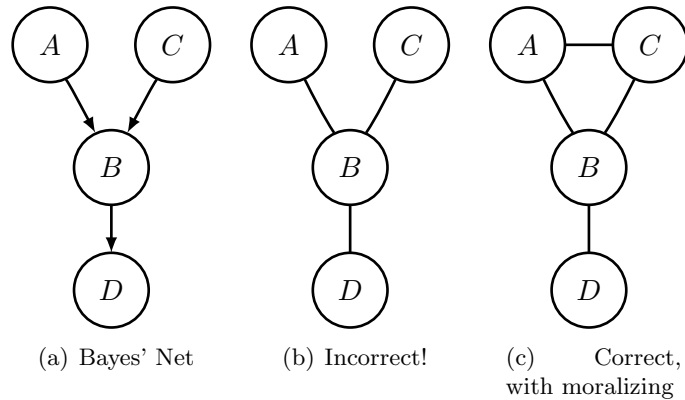 A C A C A C
B B B
D D D
(a) Bayes' Net (b) Incorrect! (c) Correct,
with moralizing